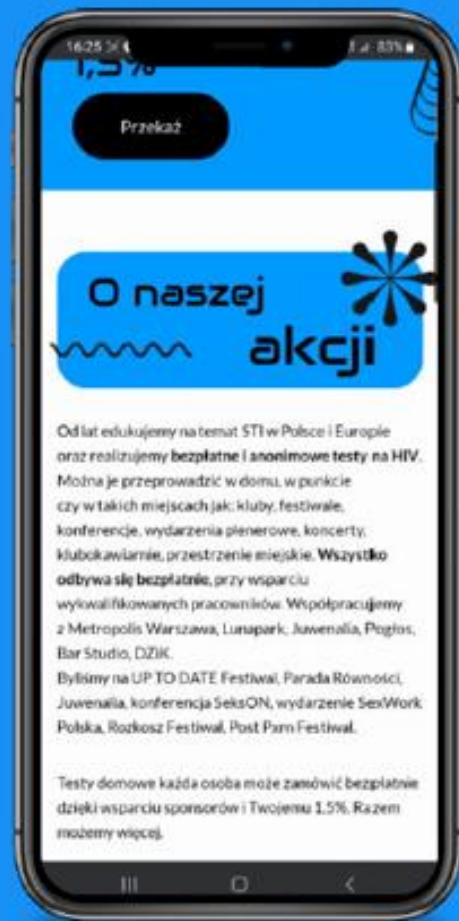 16:25
83%
1,5%
Przekaż
O naszej
akcji
Od lat edukujemy na temat STI w Polsce i Europie
oraz realizujemy bezpłatne i anonimowe testy na HIV.
Można je przeprowadzić w domu, w punkcie
czy w takich miejscach jak: kluby, festiwale,
konferencje, wydarzenia plenerowe, koncerty,
klubokawiarnie, przestrzenie miejskie. Wszystko
odbywa się bezpłatnie, przy wsparciu
wykwalifikowanych pracowników. Współpracujemy
z Metropolis Warszawa, Lunapark, Juwenalia, Pogłos,
Bar Studio, DZiK.
Byliśmy na UP TO DATE Festiwal, Parada Równości,
Juwenalia, konferencja SeksON, wydarzenie SexWork
Polska, Rozkosz Festiwal, Post Pxrn Festiwal.
Testy domowe każda osoba może zamówić bezpłatnie
dzięki wsparciu sponsorów i Twojemu 1,5%. Razem
możemy więcej.